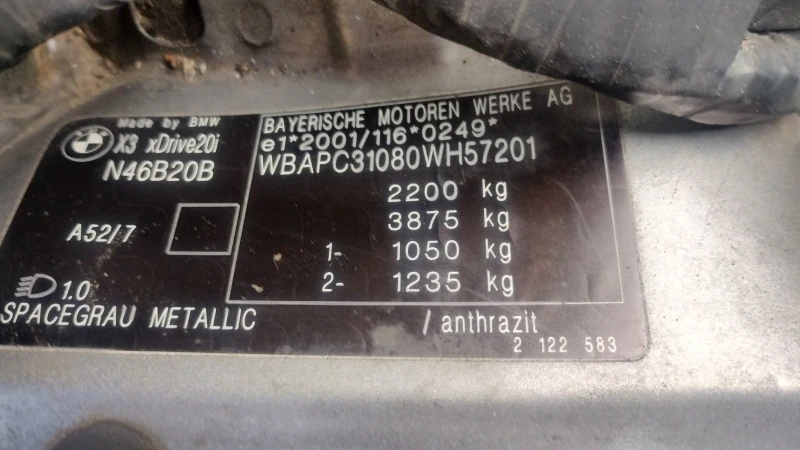 Made by BMW
BMW
X3 xDrive20i
N46B20B
A52/7
1.0
SPACEGRAU METALLIC
BAYERISCHE MOTOREN WERKE AG
e1*2001/116*0249*
WBAPC31080WH57201
2200 kg
3875 kg
1- 1050 kg
2- 1235 kg
/anthrazit
2 122 583